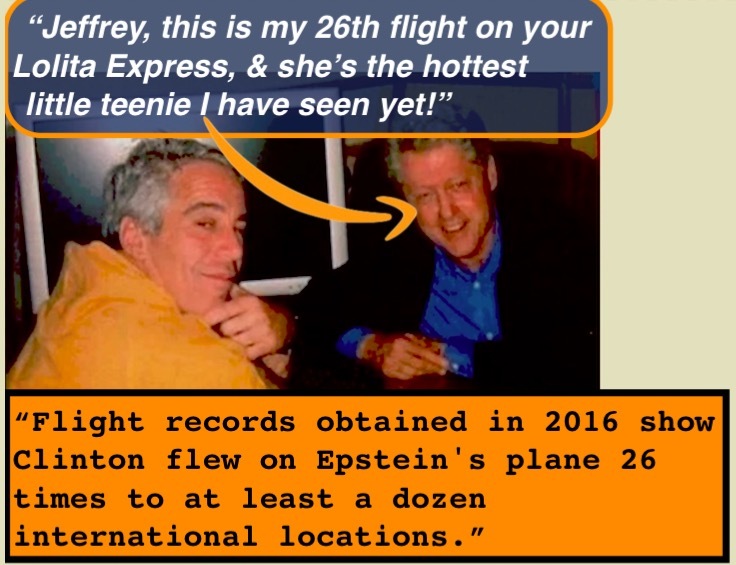 “Jeffrey, this is my 26th flight on your
Lolita Express, & she’s the hottest
little teenie I have seen yet!”
“Flight records obtained in 2016 show
Clinton flew on Epstein's plane 26
times to at least a dozen
international locations.”